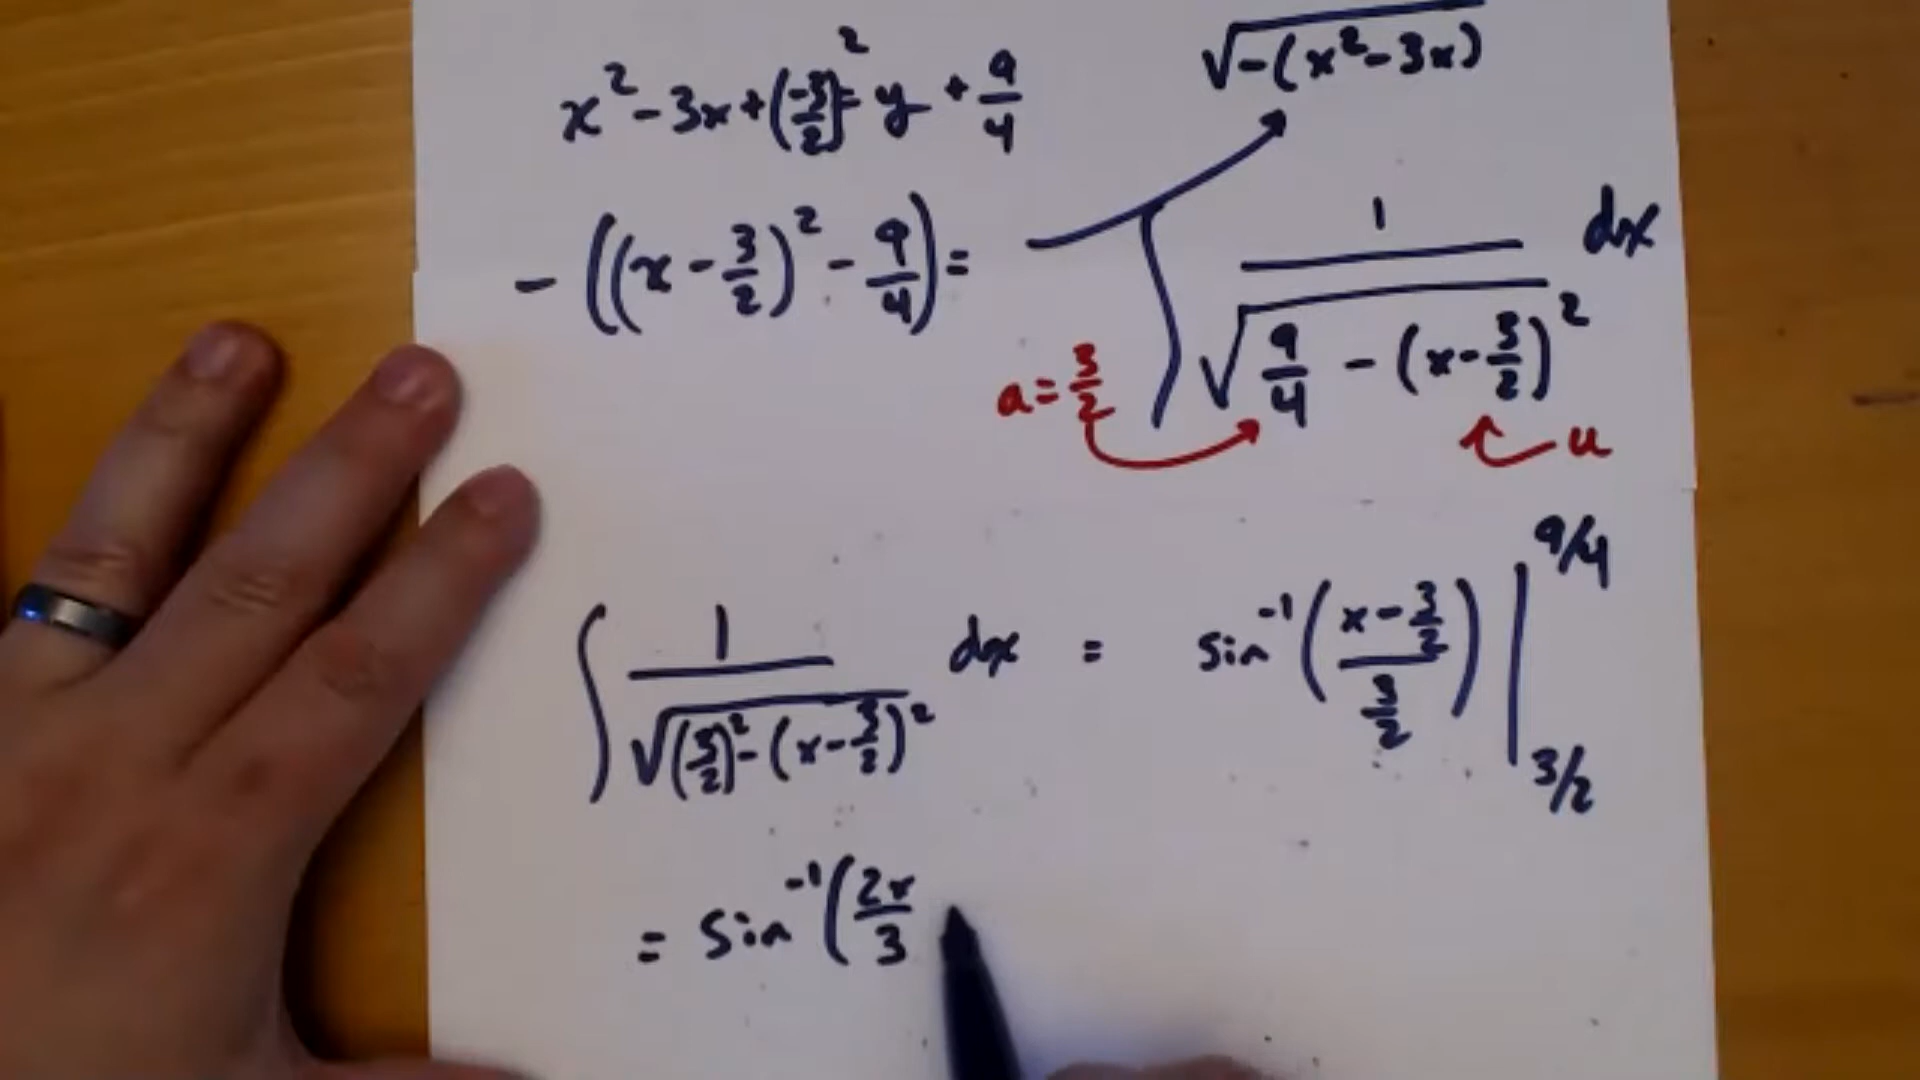 √-(x²-3x)
x² - 3x + (-3/2)² = y + 9/4
- ((x - 3/2)² - 9/4) =
∫ 1/√(9/4 - (x - 3/2)²) dx
a = 3/2
u
∫ 1/√((3/2)² - (x - 3/2)²) dx = sin⁻¹((x - 3/2)/(3/2)) |
9/4
3/2
= sin⁻¹(2x/3